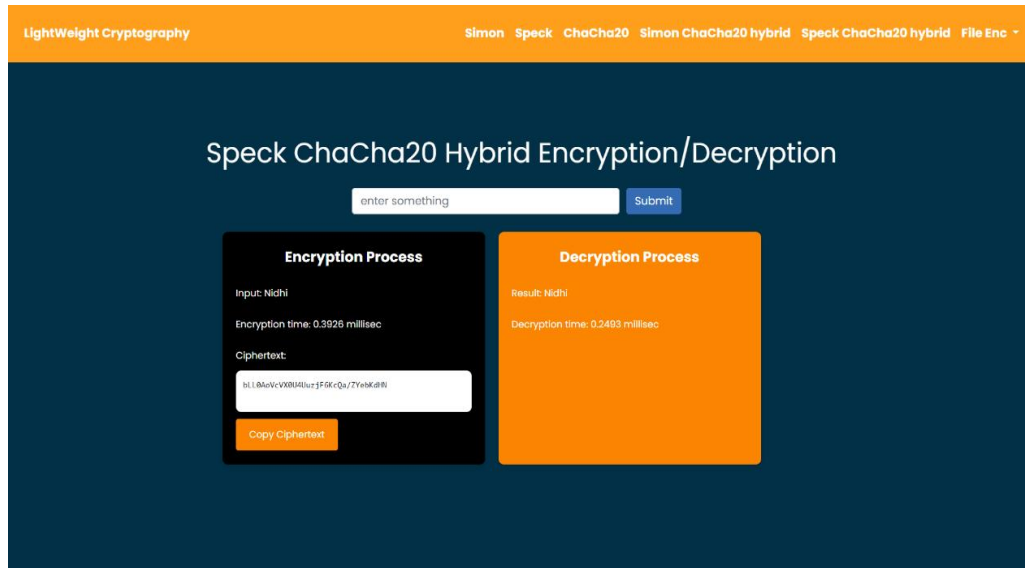 LightWeight Cryptography
Simon Speck ChaCha20 Simon ChaCha20 hybrid Speck ChaCha20 hybrid File Enc
Speck ChaCha20 Hybrid Encryption/Decryption
enter something Submit
Encryption Process
Input: Nidhi
Encryption time: 0.3926 millisec
Ciphertext:
Copy Ciphertext
Decryption Process
Result: Nidhi
Decryption time: 0.2493 millisec